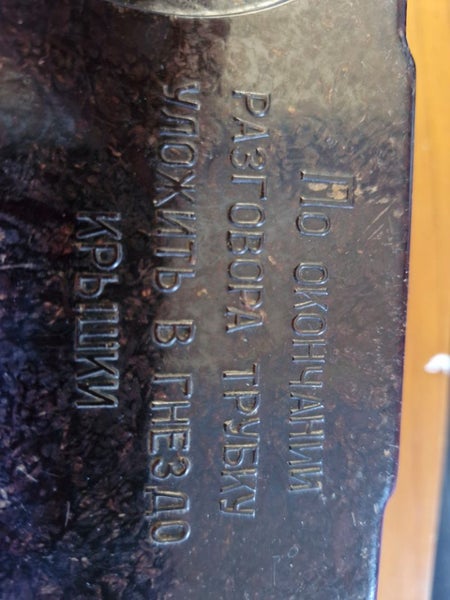 По окончании
разговора трубку
уложить в гнездо
крышки